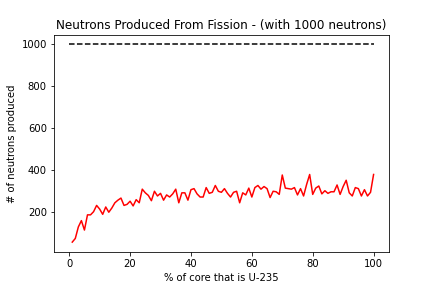 Neutrons Produced From Fission - (with 1000 neutrons)
1000
800
600
400
200
# of neutrons produced
0 20 40 60 80 100
% of core that is U-235